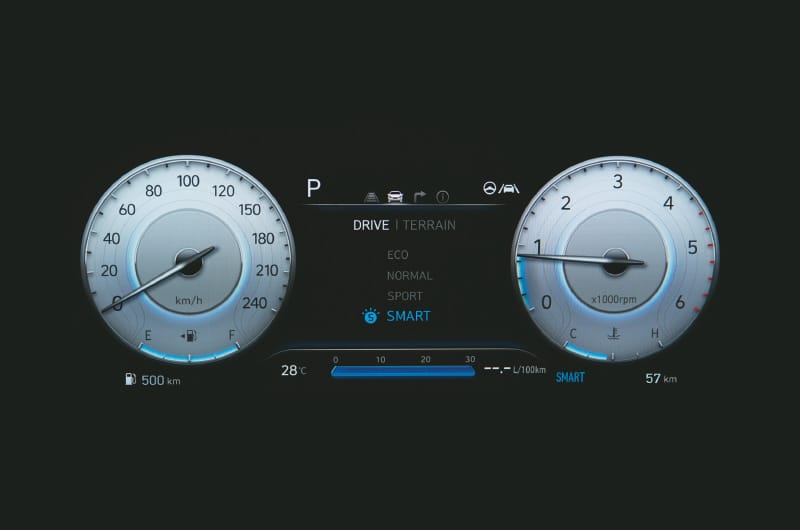 0 20 40 60 80 100 120 150 180 210 240
km/h
E F
500 km
P
DRIVE | TERRAIN
ECO
NORMAL
SPORT
S SMART
28°C
0 10 20 30
--.- L/100km
0 1 2 3 4 5 6
x1000rpm
C H
SMART
57 km